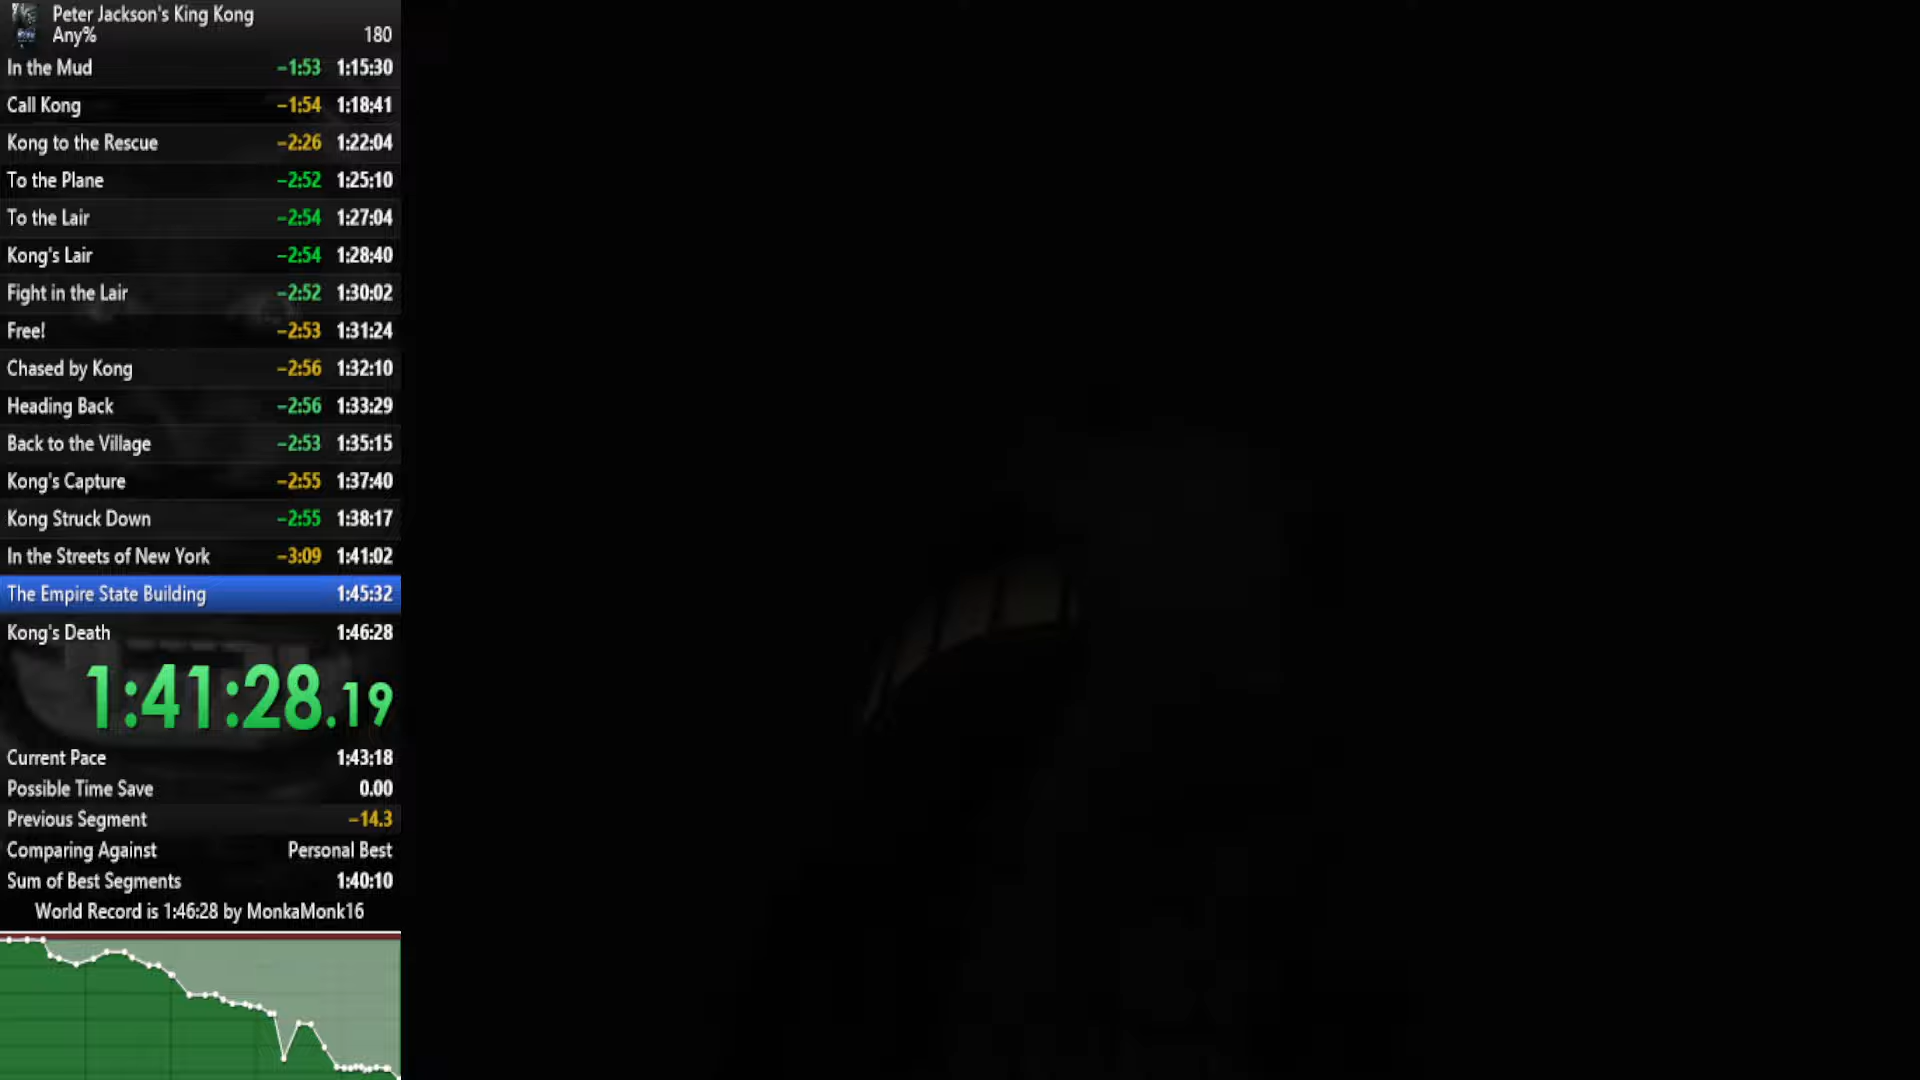 Peter Jackson's King Kong
Any% 180
In the Mud -1:53 1:15:30
Call Kong -1:54 1:18:41
Kong to the Rescue -2:26 1:22:04
To the Plane -2:52 1:25:10
To the Lair -2:54 1:27:04
Kong's Lair -2:54 1:28:40
Fight in the Lair -2:52 1:30:02
Free! -2:53 1:31:24
Chased by Kong -2:56 1:32:10
Heading Back -2:56 1:33:29
Back to the Village -2:53 1:35:15
Kong's Capture -2:55 1:37:40
Kong Struck Down -2:55 1:38:17
In the Streets of New York -3:09 1:41:02
The Empire State Building 1:45:32
Kong's Death 1:46:28
1:41:28.19
Current Pace 1:43:18
Possible Time Save 0.00
Previous Segment -14.3
Comparing Against Personal Best
Sum of Best Segments 1:40:10
World Record is 1:46:28 by MonkaMonk16